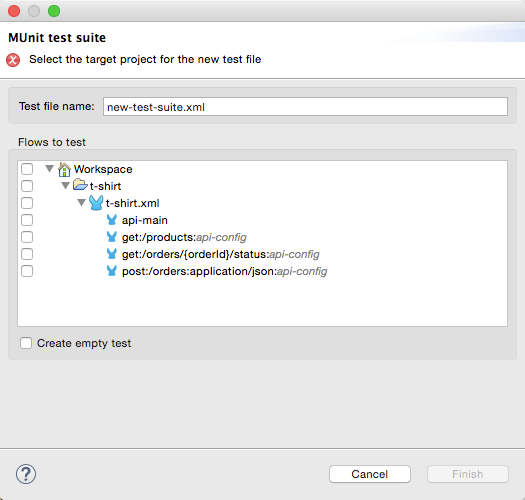 MUnit test suite
Select the target project for the new test file
Test file name: new-test-suite.xml
Flows to test
Workspace
t-shirt
t-shirt.xml
api-main
get:/products:api-config
get:/orders/{orderId}/status:api-config
post:/orders:application/json:api-config
Create empty test
? Cancel Finish